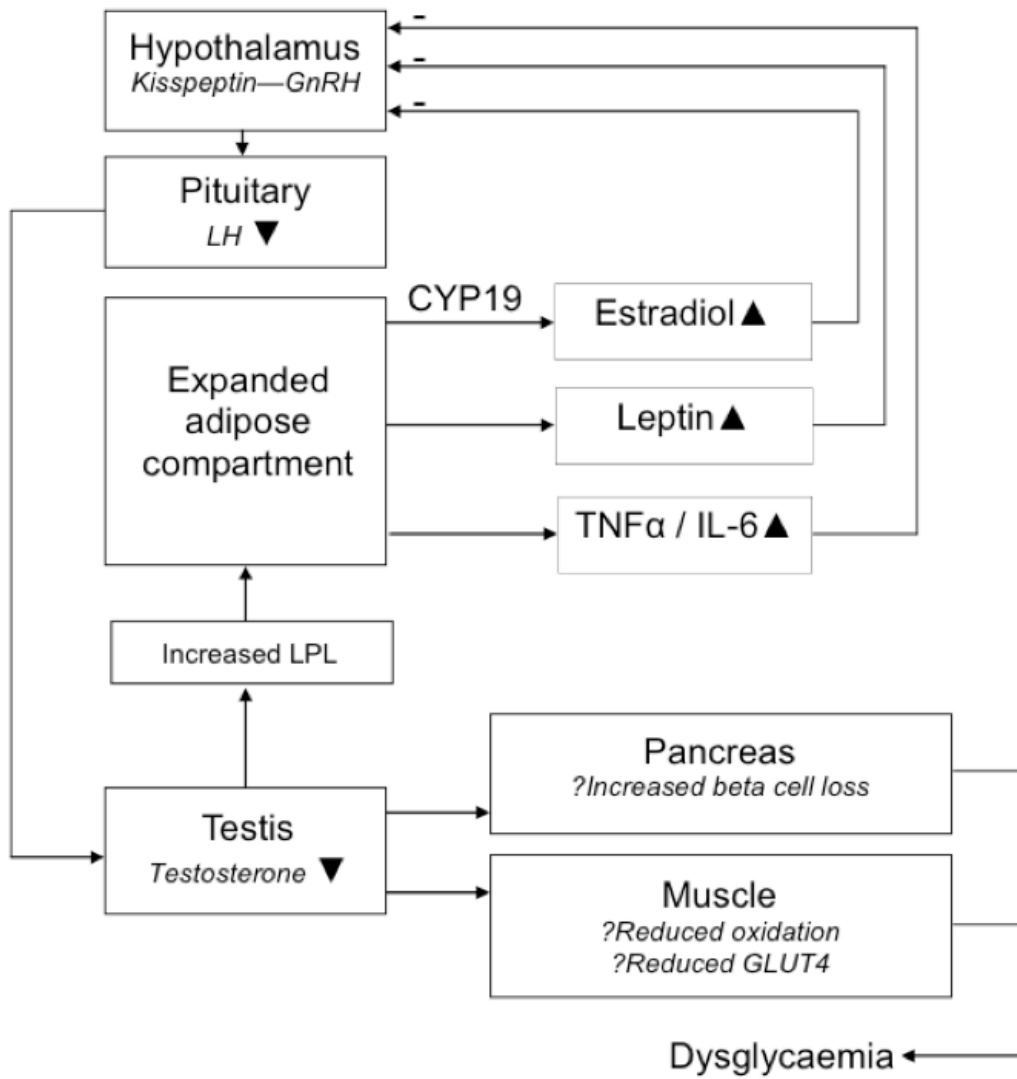 Hypothalamus
Kisspeptin—GnRH
-
-
-
Pituitary
LH ▼
Expanded
adipose
compartment
CYP19
Estradiol▲
Leptin▲
TNFα / IL-6▲
Increased LPL
Testis
Testosterone ▼
Pancreas
?Increased beta cell loss
Muscle
?Reduced oxidation
?Reduced GLUT4
Dysglycaemia